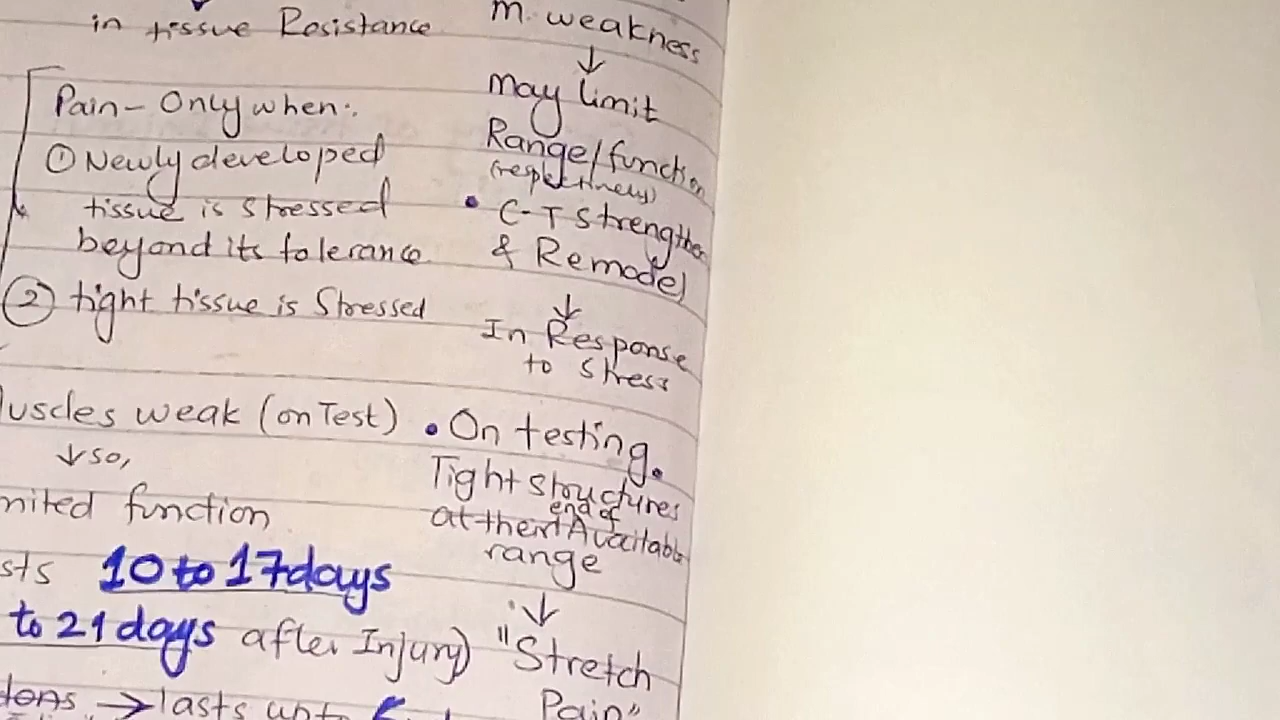 in tissue Resistance
Pain- Only when:
① Newly developed
tissue is stressed
beyond its tolerance
② tight tissue is Stressed
uscles weak (on Test)
↓ so,
mited function
sts 10 to 17 days
to 21 days after Injury)
→ lasts upto
M. weakness
↓
May limit
Range/function
(respectively)
• C-T Strengthen
& Remodel
↓
In Response
to stress
• On testing.
Tight structures
end of
at their Available
range
↓
"Stretch
Pain"